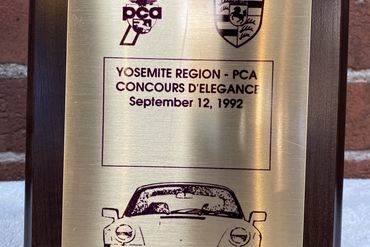 pca
YOSEMITE REGION - PCA
CONCOURS D'ELEGANCE
September 12, 1992